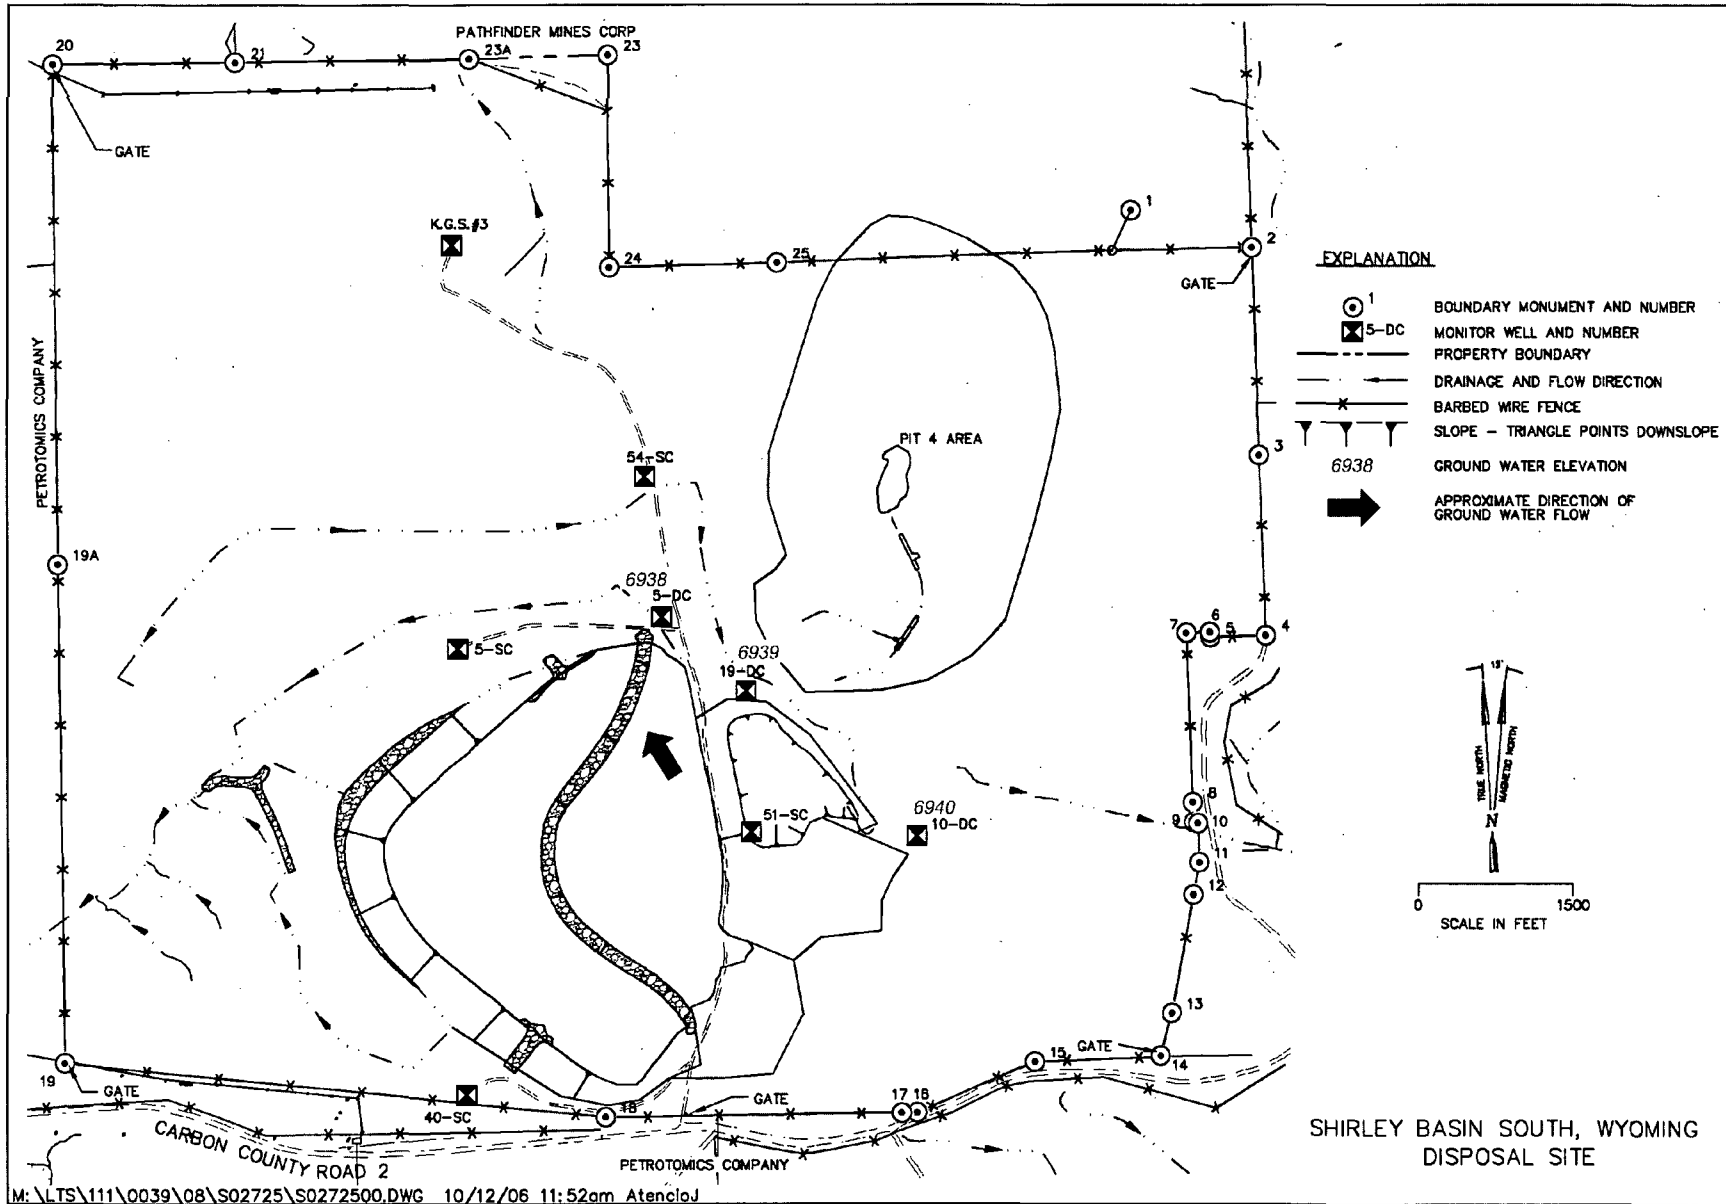 PATHFINDER MINES CORP
20
21
23A
23
GATE
K.G.S.#3
1
24
25
2
GATE
PETROTOMICS COMPANY
EXPLANATION
1 BOUNDARY MONUMENT AND NUMBER
5-DC MONITOR WELL AND NUMBER
PROPERTY BOUNDARY
DRAINAGE AND FLOW DIRECTION
BARBED WIRE FENCE
SLOPE - TRIANGLE POINTS DOWNSLOPE
6938 GROUND WATER ELEVATION
APPROXIMATE DIRECTION OF
GROUND WATER FLOW
PIT 4 AREA
3
54-SC
19A
6938
5-DC
5-SC
6939
19-DC
7
6
5
4
TRUE NORTH
MAGNETIC NORTH
N
8
9
10
6940
10-DC
51-SC
11
12
0 1500
SCALE IN FEET
13
GATE
14
15
19
GATE
40-SC
18
GATE
17
18
CARBON COUNTY ROAD 2
PETROTOMICS COMPANY
SHIRLEY BASIN SOUTH, WYOMING
DISPOSAL SITE
M:\LTS\111\0039\08\S02725\S0272500.DWG 10/12/06 11:52am AtencioJ